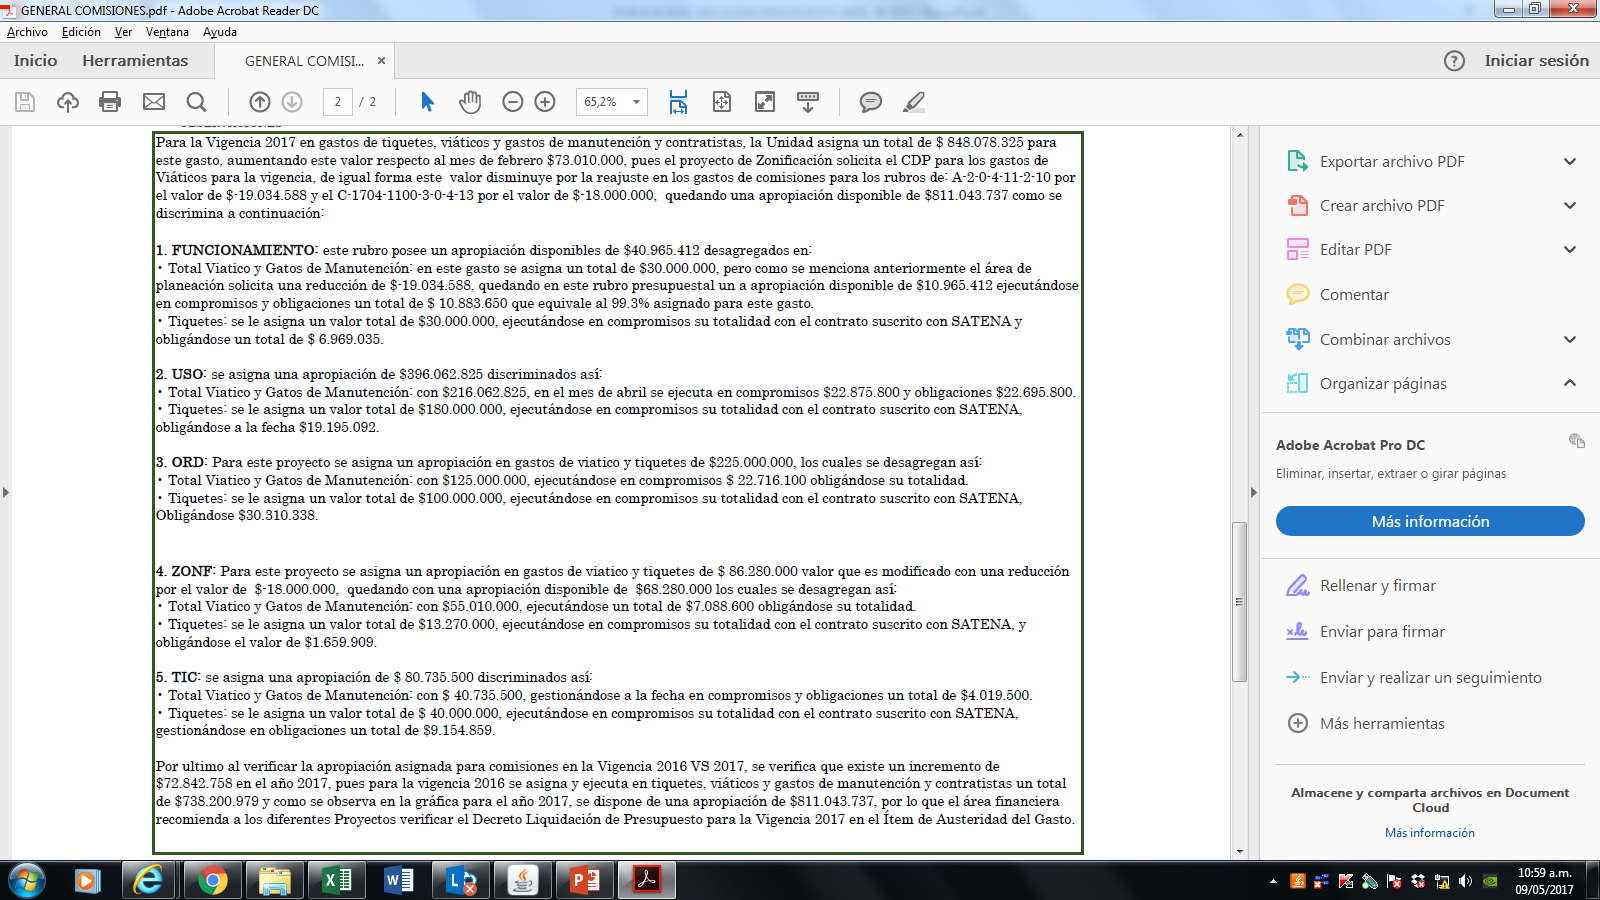 GENERAL COMISIONES.pdf - Adobe Acrobat Reader DC
Archivo Edición Ver Ventana Ayuda
Inicio Herramientas GENERAL COMISI... × Iniciar sesión
2 / 2 65,2%
Para la Vigencia 2017 en gastos de tiquetes, viáticos y gastos de manutención y contratistas, la Unidad asigna un total de $ 848.078.325 para
este gasto, aumentando este valor respecto al mes de febrero $73.010.000, pues el proyecto de Zonificación solicita el CDP para los gastos de
Viáticos para la vigencia, de igual forma este valor disminuye por la reajuste en los gastos de comisiones para los rubros de: A-2-0-4-11-2-10 por
el valor de $-19.034.588 y el C-1704-1100-3-0-4-13 por el valor de $-18.000.000, quedando una apropiación disponible de $811.043.737 como se
discrimina a continuación:
1. FUNCIONAMIENTO: este rubro posee un apropiación disponibles de $40.965.412 desagregados en:
• Total Viatico y Gatos de Manutención: en este gasto se asigna un total de $30.000.000, pero como se menciona anteriormente el área de
planeación solicita una reducción de $-19.034.588, quedando en este rubro presupuestal un a apropiación disponible de $10.965.412 ejecutándose
en compromisos y obligaciones un total de $ 10.883.650 que equivale al 99.3% asignado para este gasto.
• Tiquetes: se le asigna un valor total de $30.000.000, ejecutándose en compromisos su totalidad con el contrato suscrito con SATENA y
obligándose un total de $ 6.969.035.
2. USO: se asigna una apropiación de $396.062.825 discriminados así:
• Total Viatico y Gatos de Manutención: con $216.062.825, en el mes de abril se ejecuta en compromisos $22.875.800 y obligaciones $22.695.800.
• Tiquetes: se le asigna un valor total de $180.000.000, ejecutándose en compromisos su totalidad con el contrato suscrito con SATENA,
obligándose a la fecha $19.195.092.
3. ORD: Para este proyecto se asigna un apropiación en gastos de viatico y tiquetes de $225.000.000, los cuales se desagregan así:
• Total Viatico y Gatos de Manutención: con $125.000.000, ejecutándose en compromisos $ 22.716.100 obligándose su totalidad.
• Tiquetes: se le asigna un valor total de $100.000.000, ejecutándose en compromisos su totalidad con el contrato suscrito con SATENA,
Obligándose $30.310.338.
4. ZONF: Para este proyecto se asigna un apropiación en gastos de viatico y tiquetes de $ 86.280.000 valor que es modificado con una reducción
por el valor de $-18.000.000, quedando con una apropiación disponible de $68.280.000 los cuales se desagregan así:
• Total Viatico y Gatos de Manutención: con $55.010.000, ejecutándose un total de $7.088.600 obligándose su totalidad.
• Tiquetes: se le asigna un valor total de $13.270.000, ejecutándose en compromisos su totalidad con el contrato suscrito con SATENA, y
obligándose el valor de $1.659.909.
5. TIC: se asigna una apropiación de $ 80.735.500 discriminados así:
• Total Viatico y Gatos de Manutención: con $ 40.735.500, gestionándose a la fecha en compromisos y obligaciones un total de $4.019.500.
• Tiquetes: se le asigna un valor total de $ 40.000.000, ejecutándose en compromisos su totalidad con el contrato suscrito con SATENA,
gestionándose en obligaciones un total de $9.154.859.
Por ultimo al verificar la apropiación asignada para comisiones en la Vigencia 2016 VS 2017, se verifica que existe un incremento de
$72.842.758 en el año 2017, pues para la vigencia 2016 se asigna y ejecuta en tiquetes, viáticos y gastos de manutención y contratistas un total
de $738.200.979 y como se observa en la gráfica para el año 2017, se dispone de una apropiación de $811.043.737, por lo que el área financiera
recomienda a los diferentes Proyectos verificar el Decreto Liquidación de Presupuesto para la Vigencia 2017 en el Ítem de Austeridad del Gasto.
Exportar archivo PDF
Crear archivo PDF
Editar PDF
Comentar
Combinar archivos
Organizar páginas
Adobe Acrobat Pro DC
Eliminar, insertar, extraer o girar páginas
Más información
Rellenar y firmar
Enviar para firmar
Enviar y realizar un seguimiento
Más herramientas
Almacene y comparta archivos en Document
Cloud
Más información
10:59 a.m.
09/05/2017